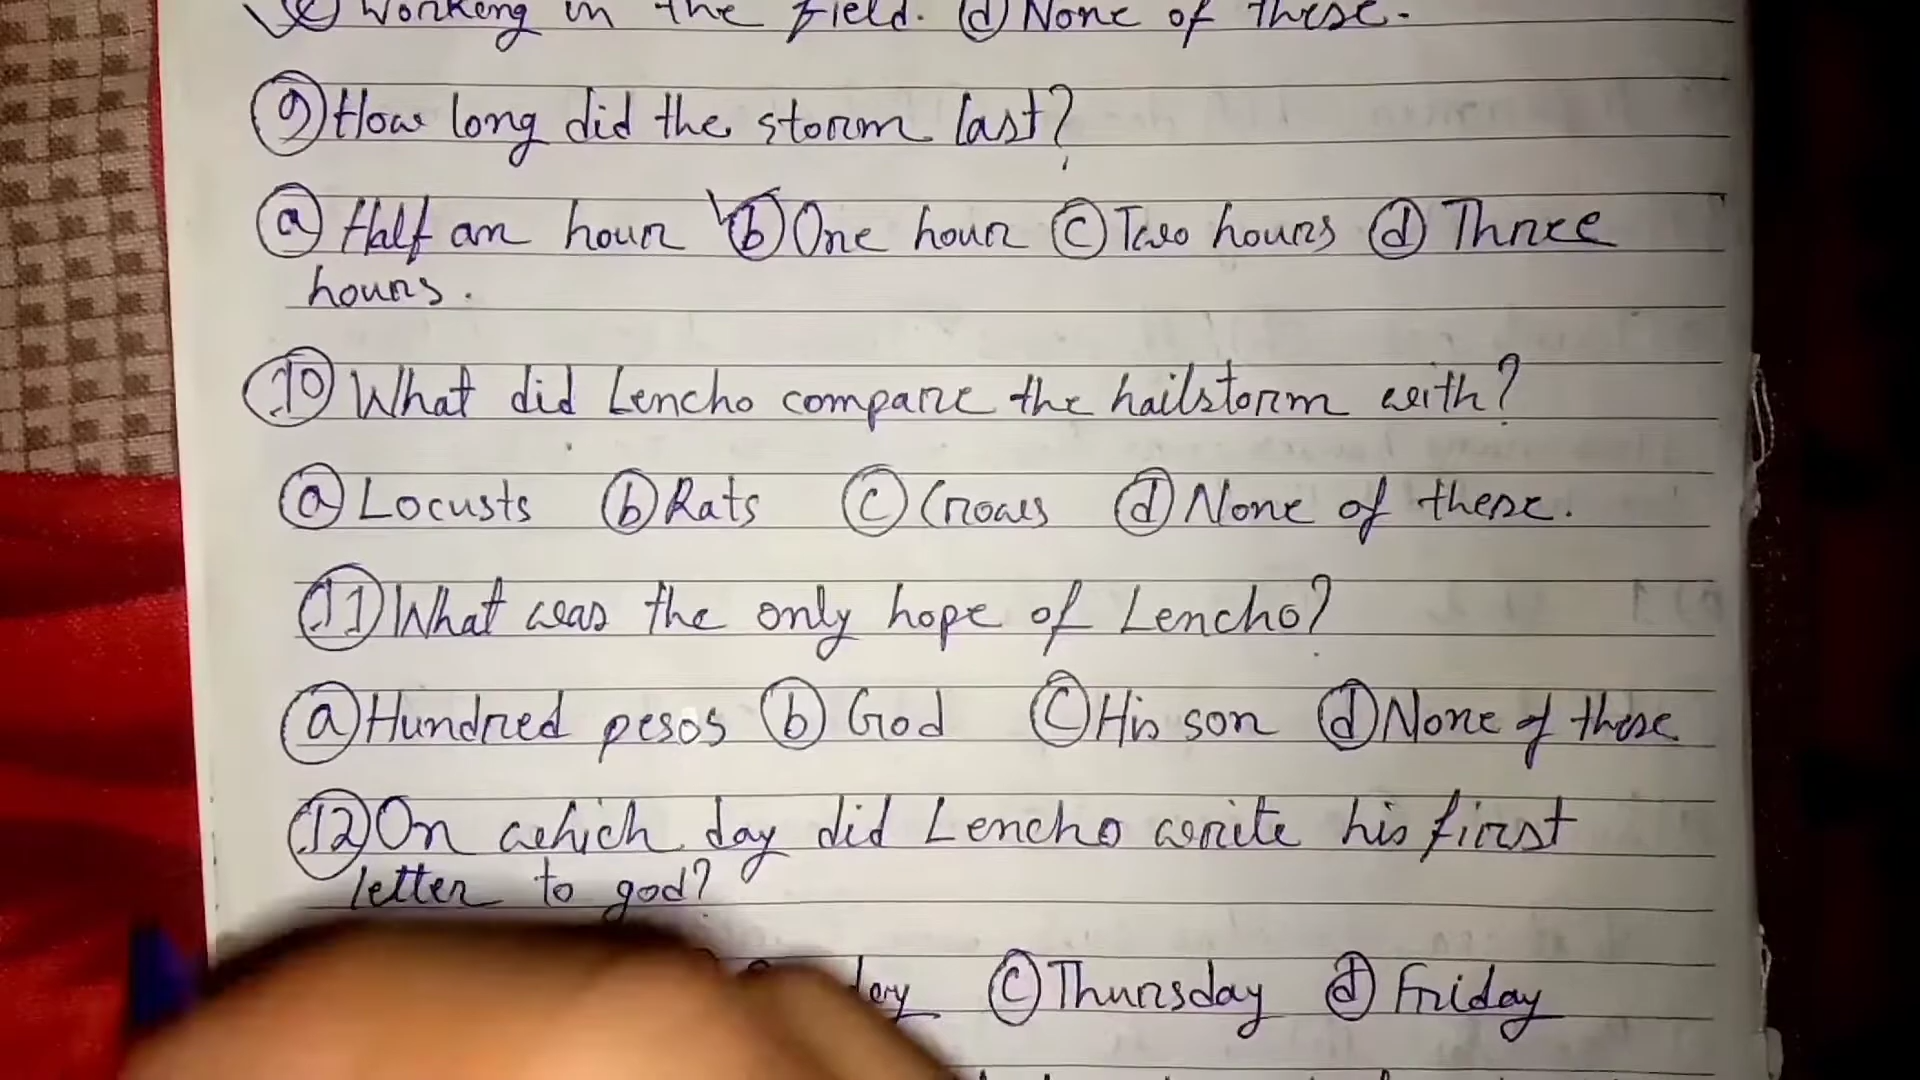 c Working in the field. d None of these.
9 How long did the storm last?
a Half an hour b One hour c Two hours d Three
hours.
10 What did Lencho compare the hailstorm with?
a Locusts b Rats c Crows d None of these.
11 What was the only hope of Lencho?
a Hundred pesos b God c His son d None of these
12 On which day did Lencho write his first
letter to god?
c Thursday d Friday